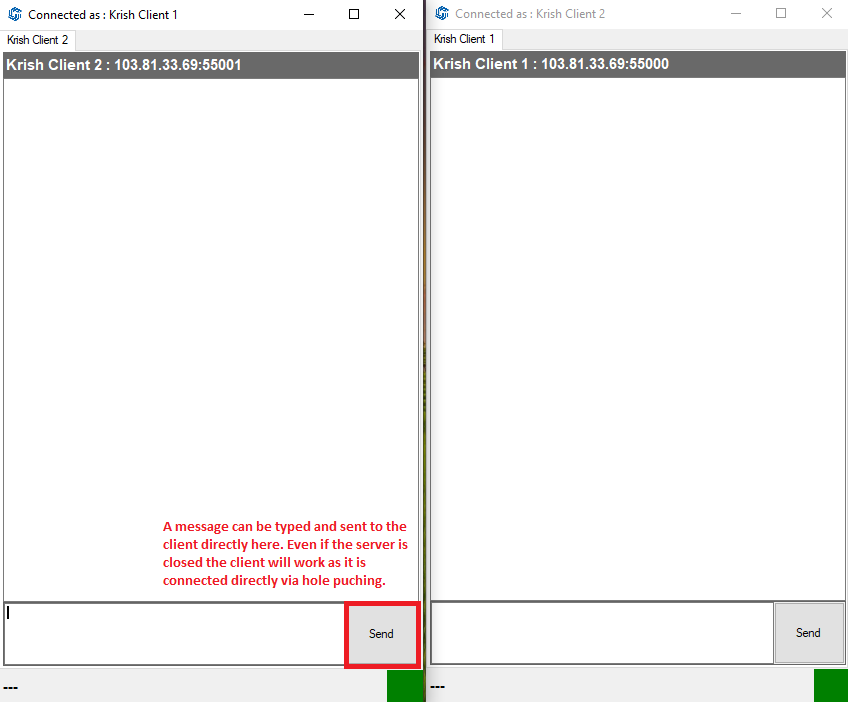 Connected as : Krish Client 1
Krish Client 2
Krish Client 2 : 103.81.33.69:55001
A message can be typed and sent to the
client directly here. Even if the server is
closed the client will work as it is
connected directly via hole puching.
Send
---
Connected as : Krish Client 2
Krish Client 1
Krish Client 1 : 103.81.33.69:55000
Send
---